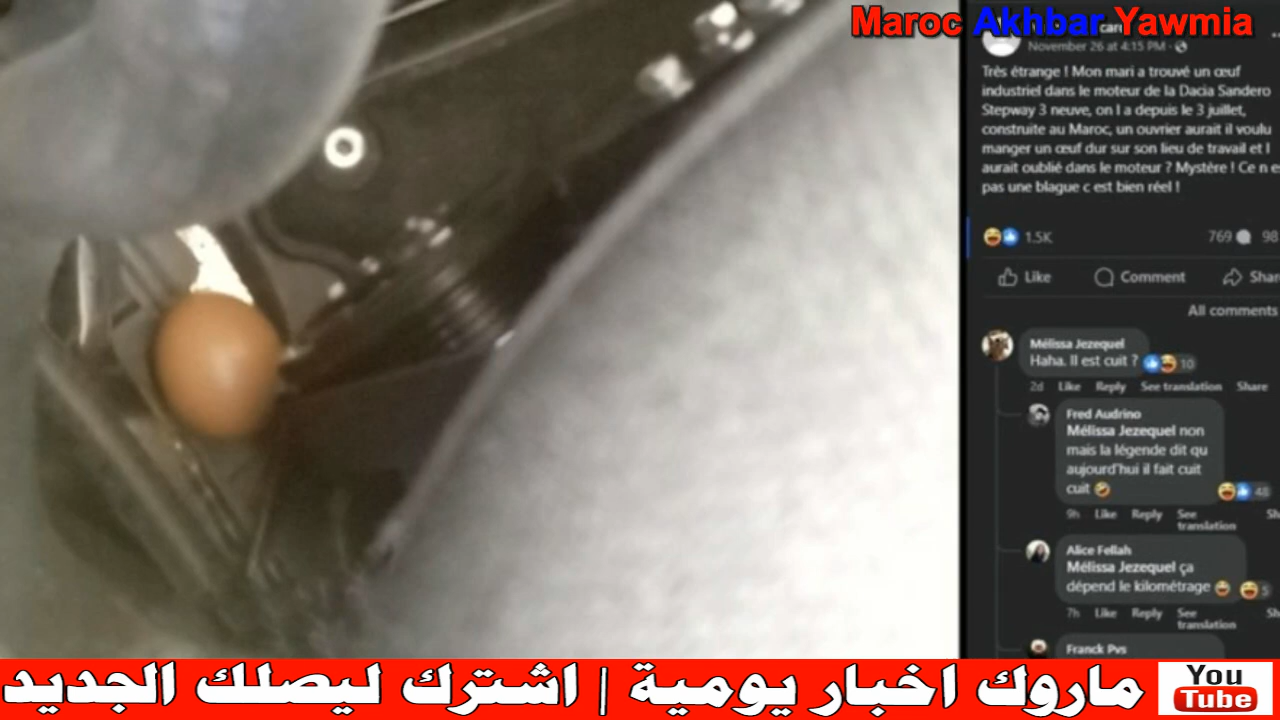 Maroc Akhbar Yawmia
November 26 at 4:15 PM ·
Très étrange ! Mon mari a trouvé un œuf
industriel dans le moteur de la Dacia Sandero
Stepway 3 neuve, on l a depuis le 3 juillet,
construite au Maroc, un ouvrier aurait il voulu
manger un œuf dur sur son lieu de travail et l
aurait oublié dans le moteur ? Mystère ! Ce n e
pas une blague c est bien réel !
1.5K 769 98
Like Comment Shar
All comments
Mélissa Jezequel
Haha. Il est cuit ? 10
2d Like Reply See translation Share
Fred Audrino
Mélissa Jezequel non
mais la légende dit qu
aujourd'hui il fait cuit
cuit 48
9h Like Reply See translation Sh
Alice Fellah
Mélissa Jezequel ça
dépend le kilométrage 5
7h Like Reply See translation Sh
Franck Pvs
ماروك اخبار يومية | اشترك ليصلك الجديد
You
Tube